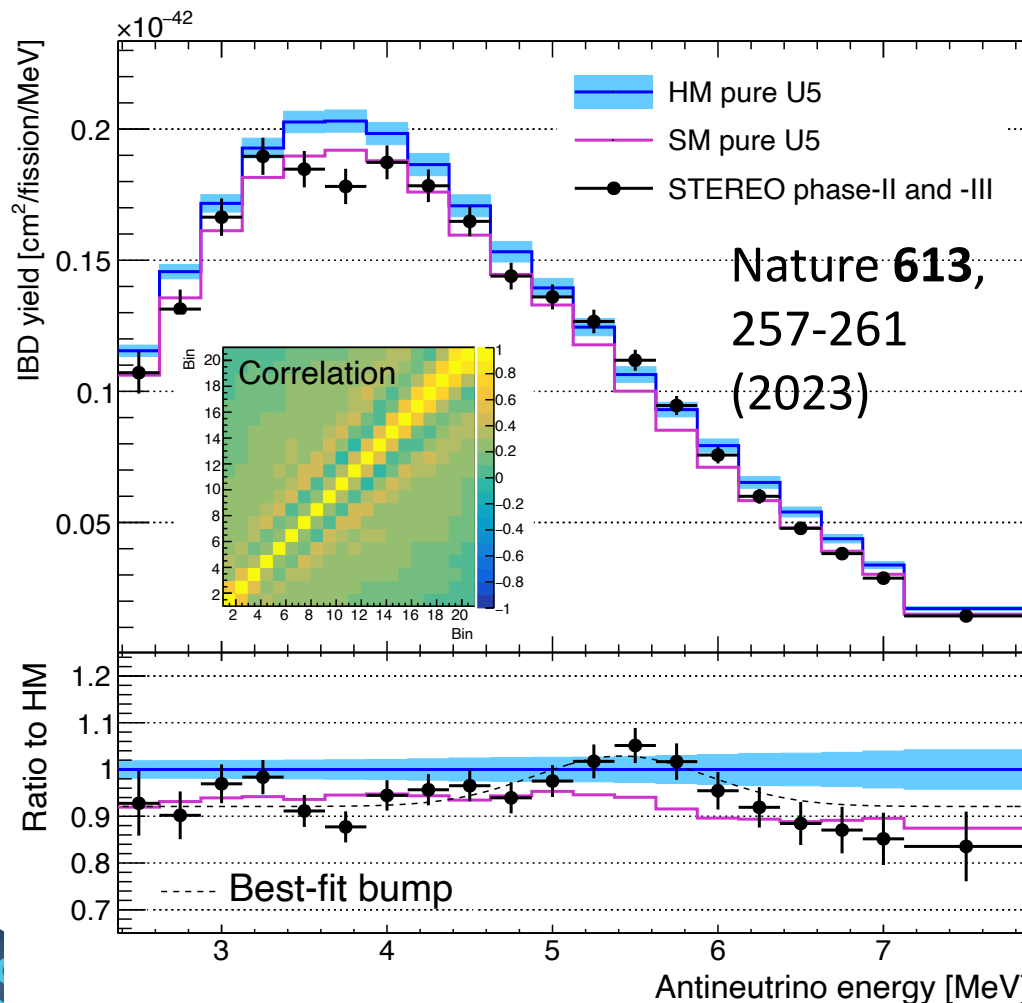 ×10⁻⁴²
IBD yield [cm²/fission/MeV]
0.2
0.15
0.1
0.05
HM pure U5
SM pure U5
STEREO phase-II and -III
Nature 613,
257-261
(2023)
Correlation
Bin
20
18
16
14
12
10
8
6
4
2
2 4 6 8 10 12 14 16 18 20
Bin
1
0.8
0.6
0.4
0.2
0
−0.2
−0.4
−0.6
−0.8
−1
Ratio to HM
1.2
1.1
1
0.9
0.8
0.7
Best-fit bump
3 4 5 6 7
Antineutrino energy [MeV